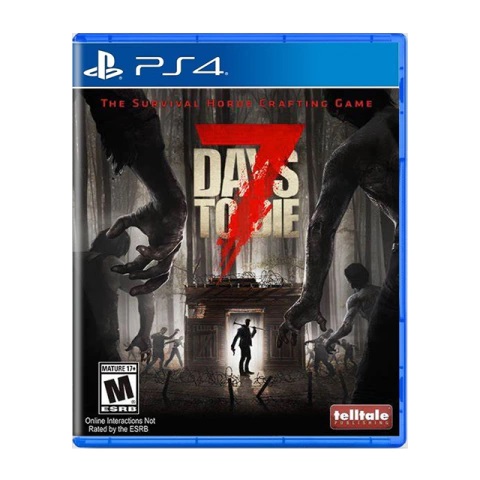 PS4
THE SURVIVAL HORDE CRAFTING GAME
7
DAYS
TO DIE
MATURE 17+
M
ESRB
Online Interactions Not
Rated by the ESRB
telltale
PUBLISHING